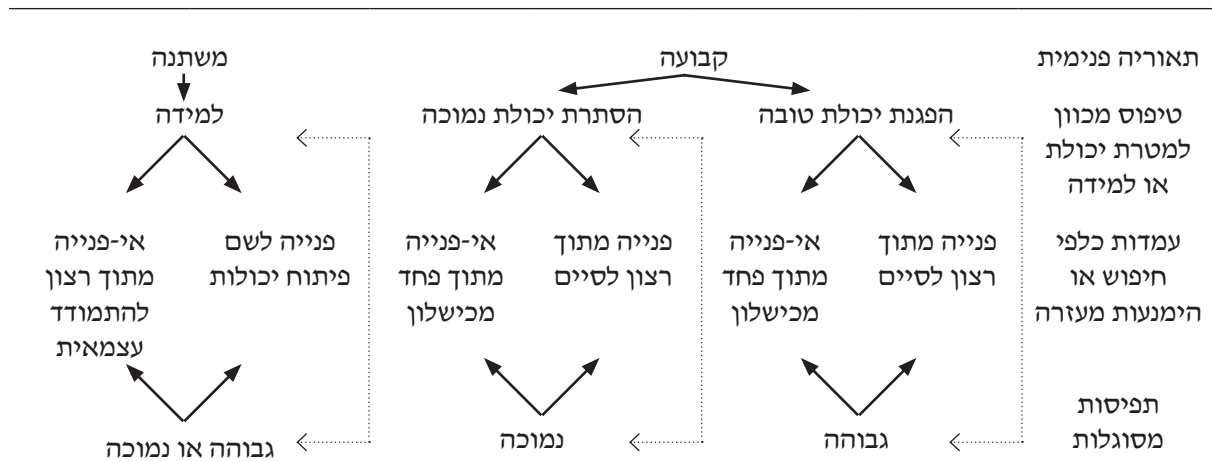 תאוריה פנימית
קבועה
משתנה
טיפוס מכוון
למטרת יכולת
או למידה
הפגנת יכולת טובה
הסתרת יכולת נמוכה
למידה
עמדות כלפי
חיפוש או
הימנעות מעזרה
פנייה מתוך
רצון לסיים
אי-פנייה
מתוך פחד
מכישלון
פנייה מתוך
רצון לסיים
אי-פנייה
מתוך פחד
מכישלון
פנייה לשם
פיתוח יכולות
אי-פנייה
מתוך רצון
להתמודד
עצמאית
תפיסות
מסוגלות
גבוהה
נמוכה
גבוהה או נמוכה